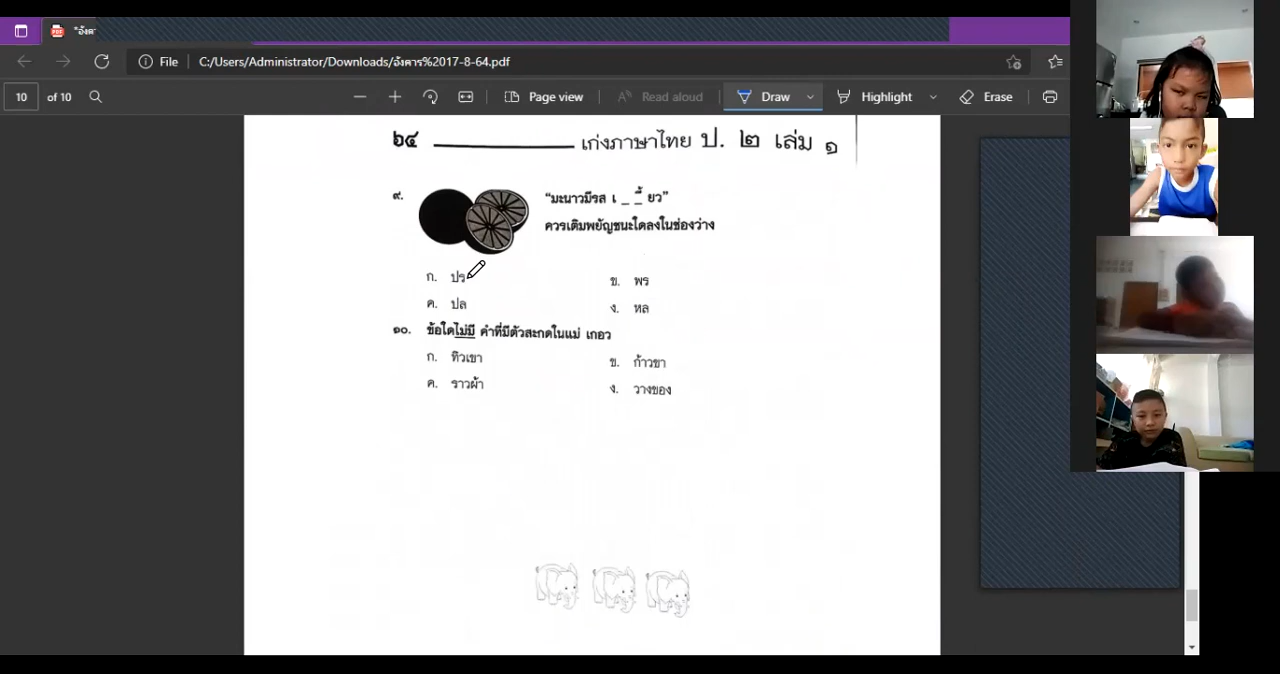 "อังคา
File C:/Users/Administrator/Downloads/อังคาร%2017-8-64.pdf
10 of 10 Page view Read aloud Draw Highlight Erase
๖๔ เก่งภาษาไทย ป. ๒ เล่ม ๑
๙. "มะนาวมีรส เ _ _ี้ ยว"
ควรเติมพยัญชนะใดลงในช่องว่าง
ก. ปร ข. พร
ค. ปล ง. หล
๑๐. ข้อใดไม่มี คำที่มีตัวสะกดในแม่ เกอว
ก. ทิวเขา ข. ก้าวขา
ค. ราวผ้า ง. วางของ